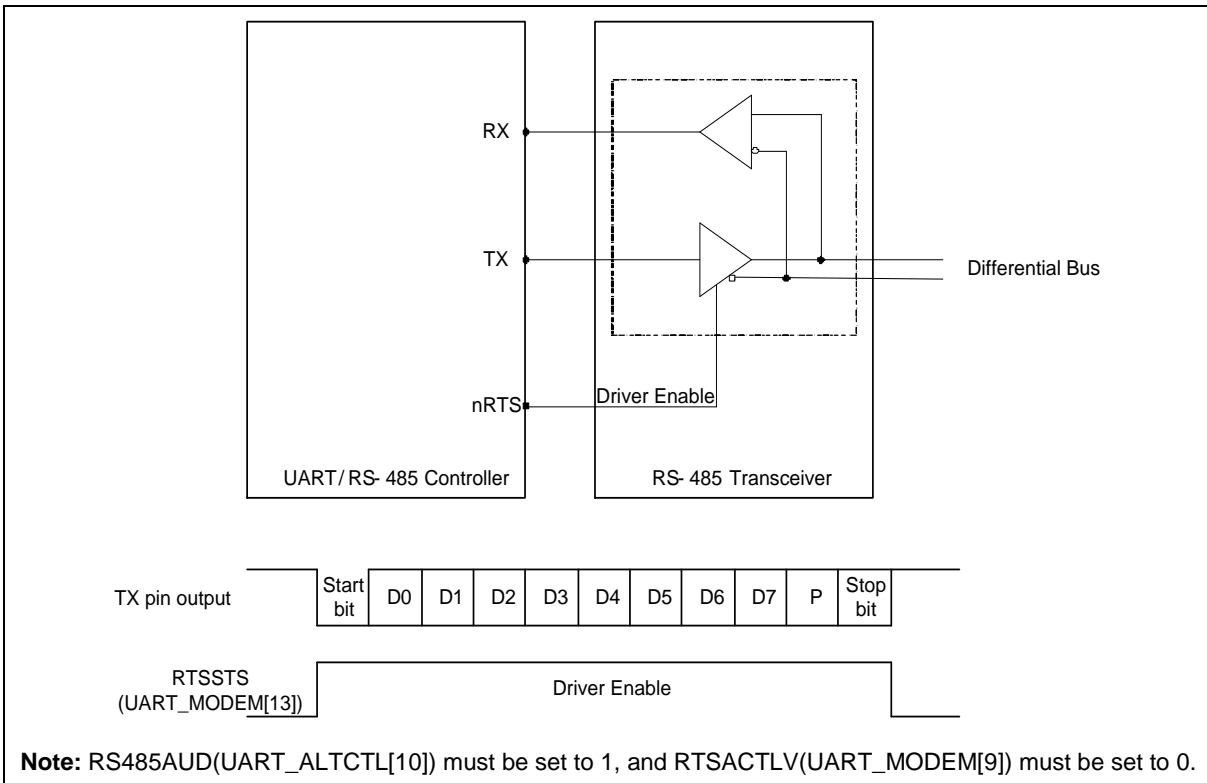 RX
TX
Differential Bus
nRTS
Driver Enable
UART/RS-485 Controller
RS-485 Transceiver
TX pin output
Start bit
D0
D1
D2
D3
D4
D5
D6
D7
P
Stop bit
RTSSTS
(UART_MODEM[13])
Driver Enable
Note: RS485AUD(UART_ALTCTL[10]) must be set to 1, and RTSACTLV(UART_MODEM[9]) must be set to 0.